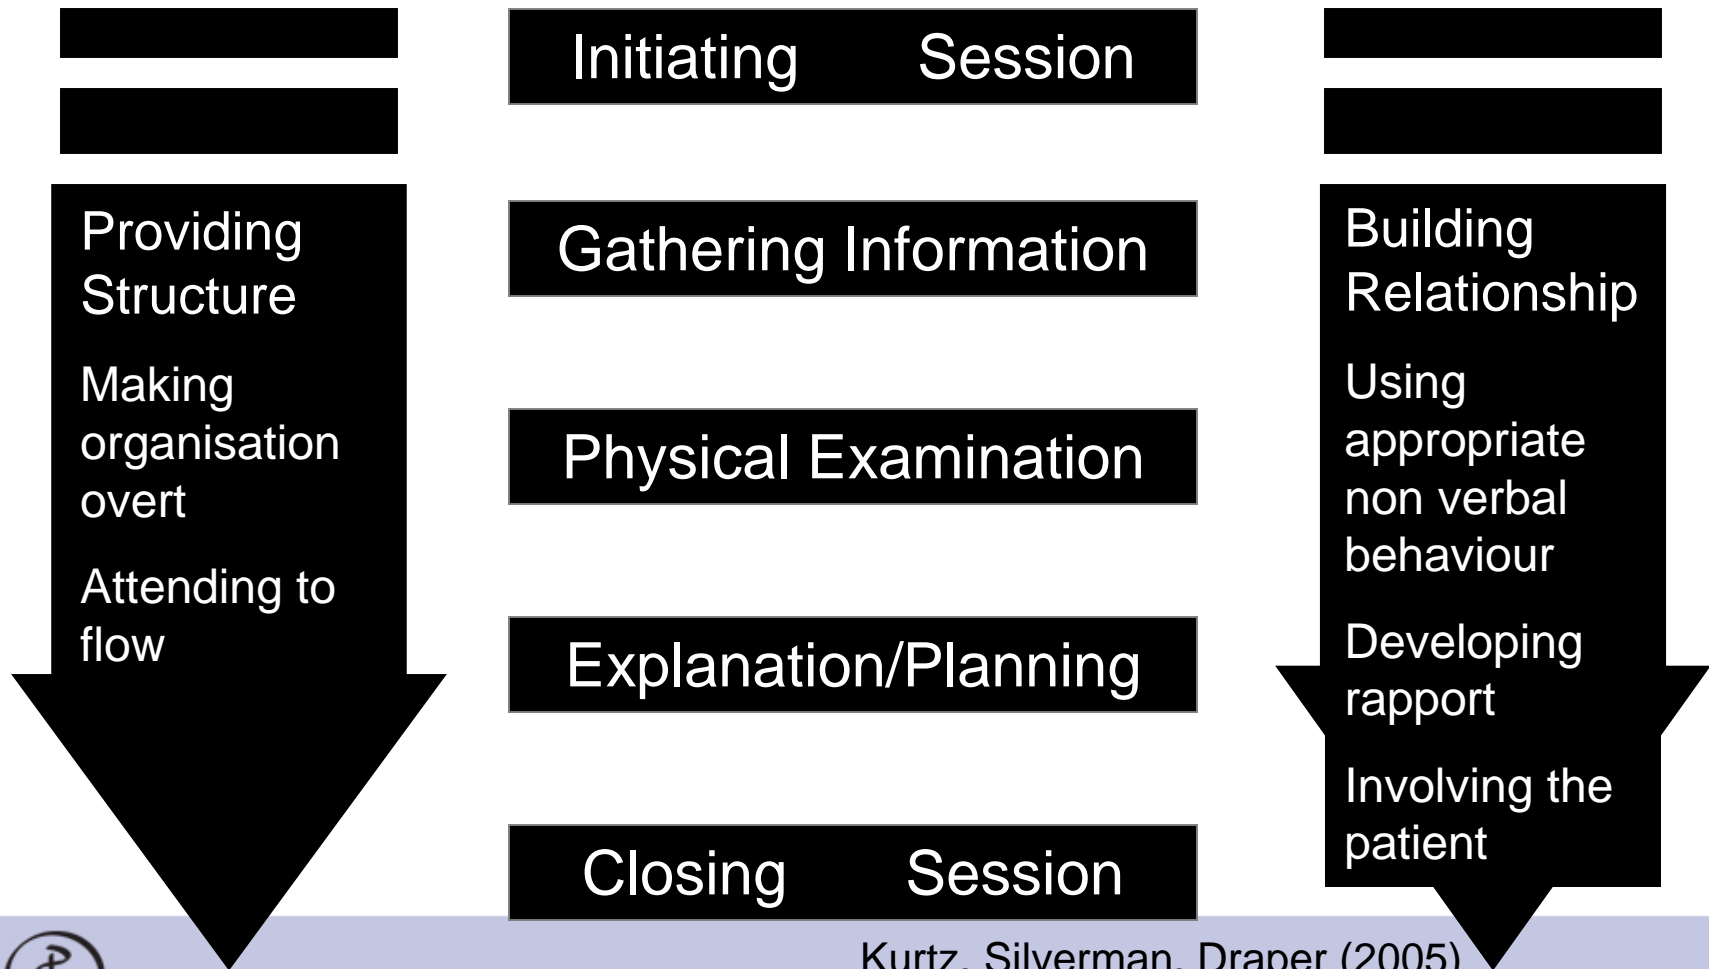 Initiating Session
Providing
Structure
Making
organisation
overt
Attending to
flow
Gathering Information
Physical Examination
Explanation/Planning
Closing Session
Building
Relationship
Using
appropriate
non verbal
behaviour
Developing
rapport
Involving the
patient
Kurtz, Silverman, Draper (2005)